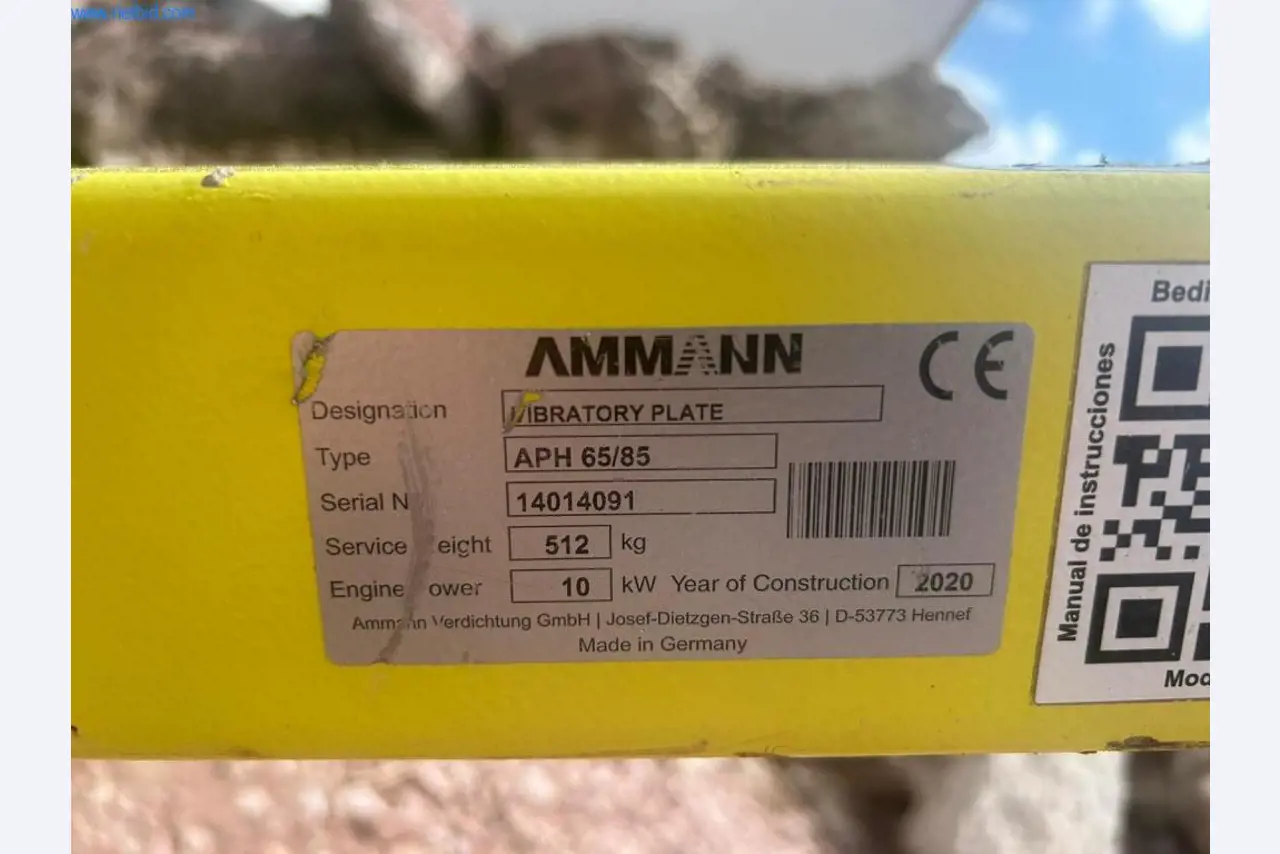 www.netbid.com
AMMANN CE
Designation VIBRATORY PLATE
Type APH 65/85
Serial N 14014091
Service eight 512 kg
Engine ower 10 kW Year of Construction 2020
Ammann Verdichtung GmbH | Josef-Dietzgen-Straße 36 | D-53773 Hennef
Made in Germany
Bedi
Manual de instrucciones
Mod